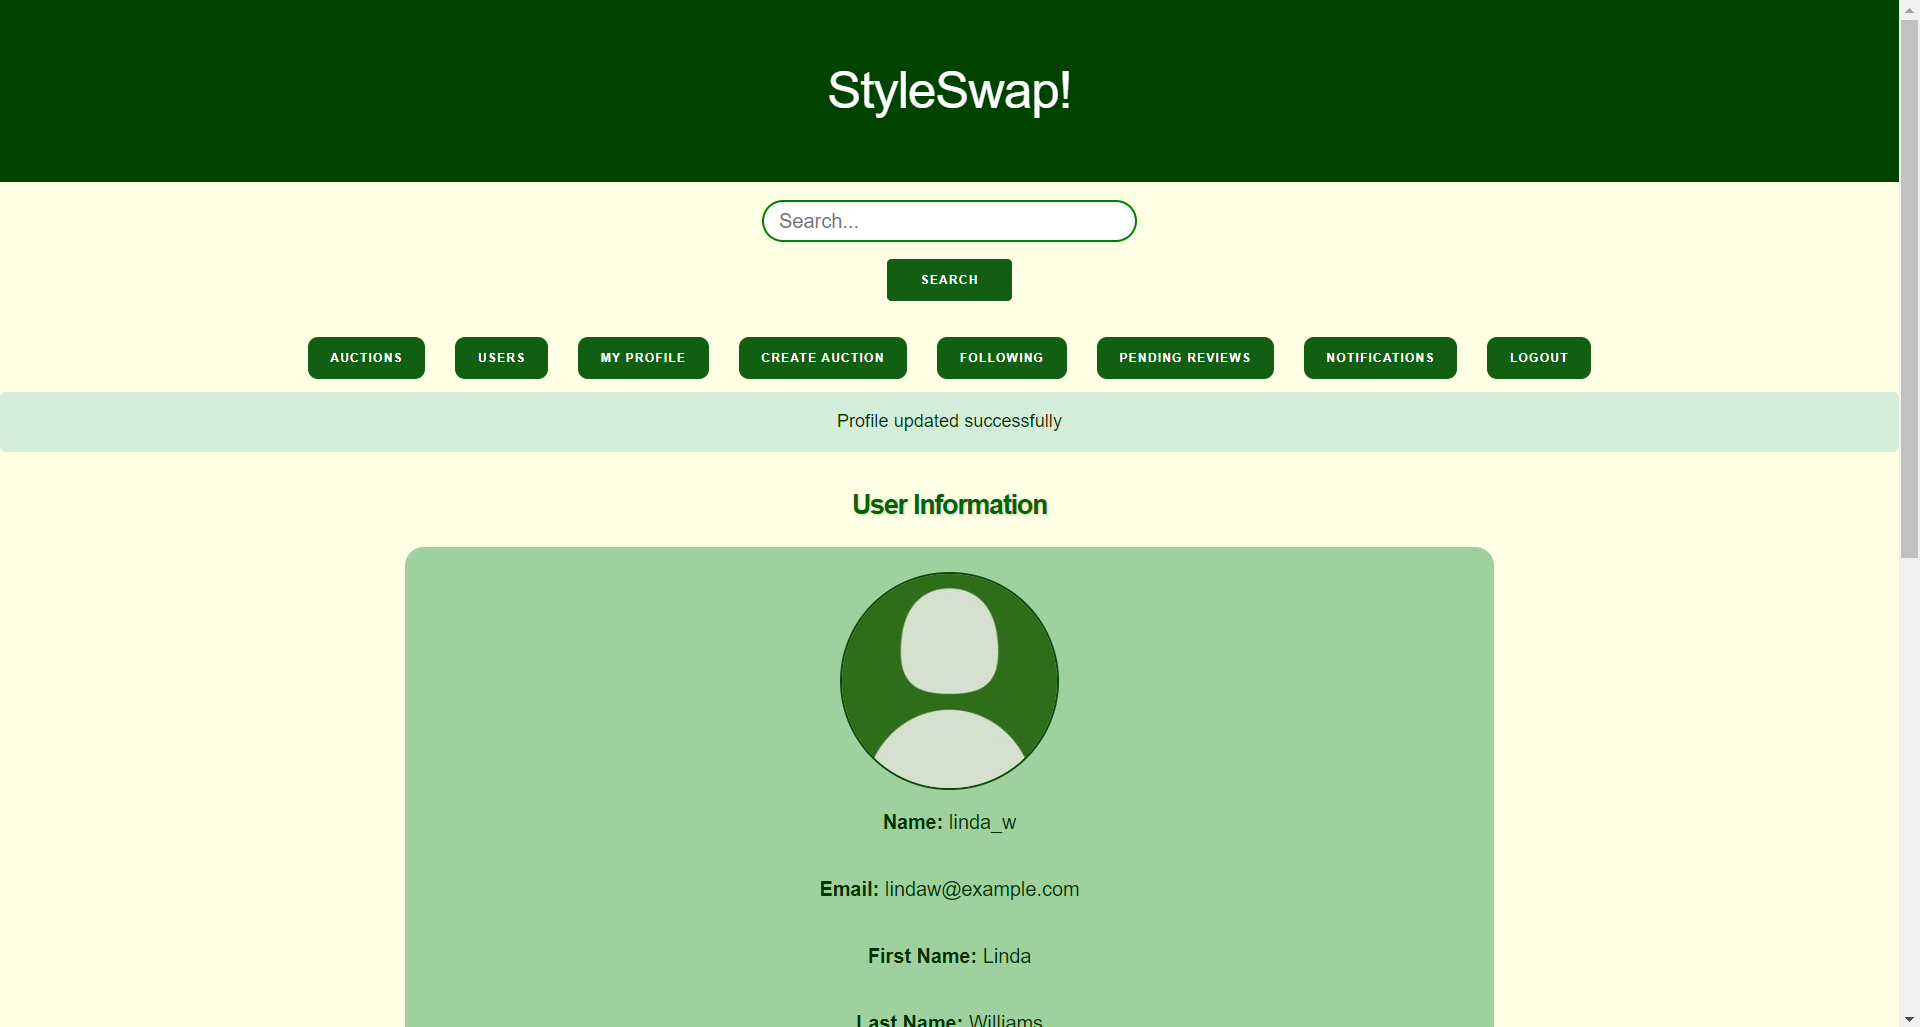 StyleSwap!
Search...
SEARCH
AUCTIONS USERS MY PROFILE CREATE AUCTION FOLLOWING PENDING REVIEWS NOTIFICATIONS LOGOUT
Profile updated successfully
User Information
Name: linda_w
Email: lindaw@example.com
First Name: Linda
Last Name: Williams